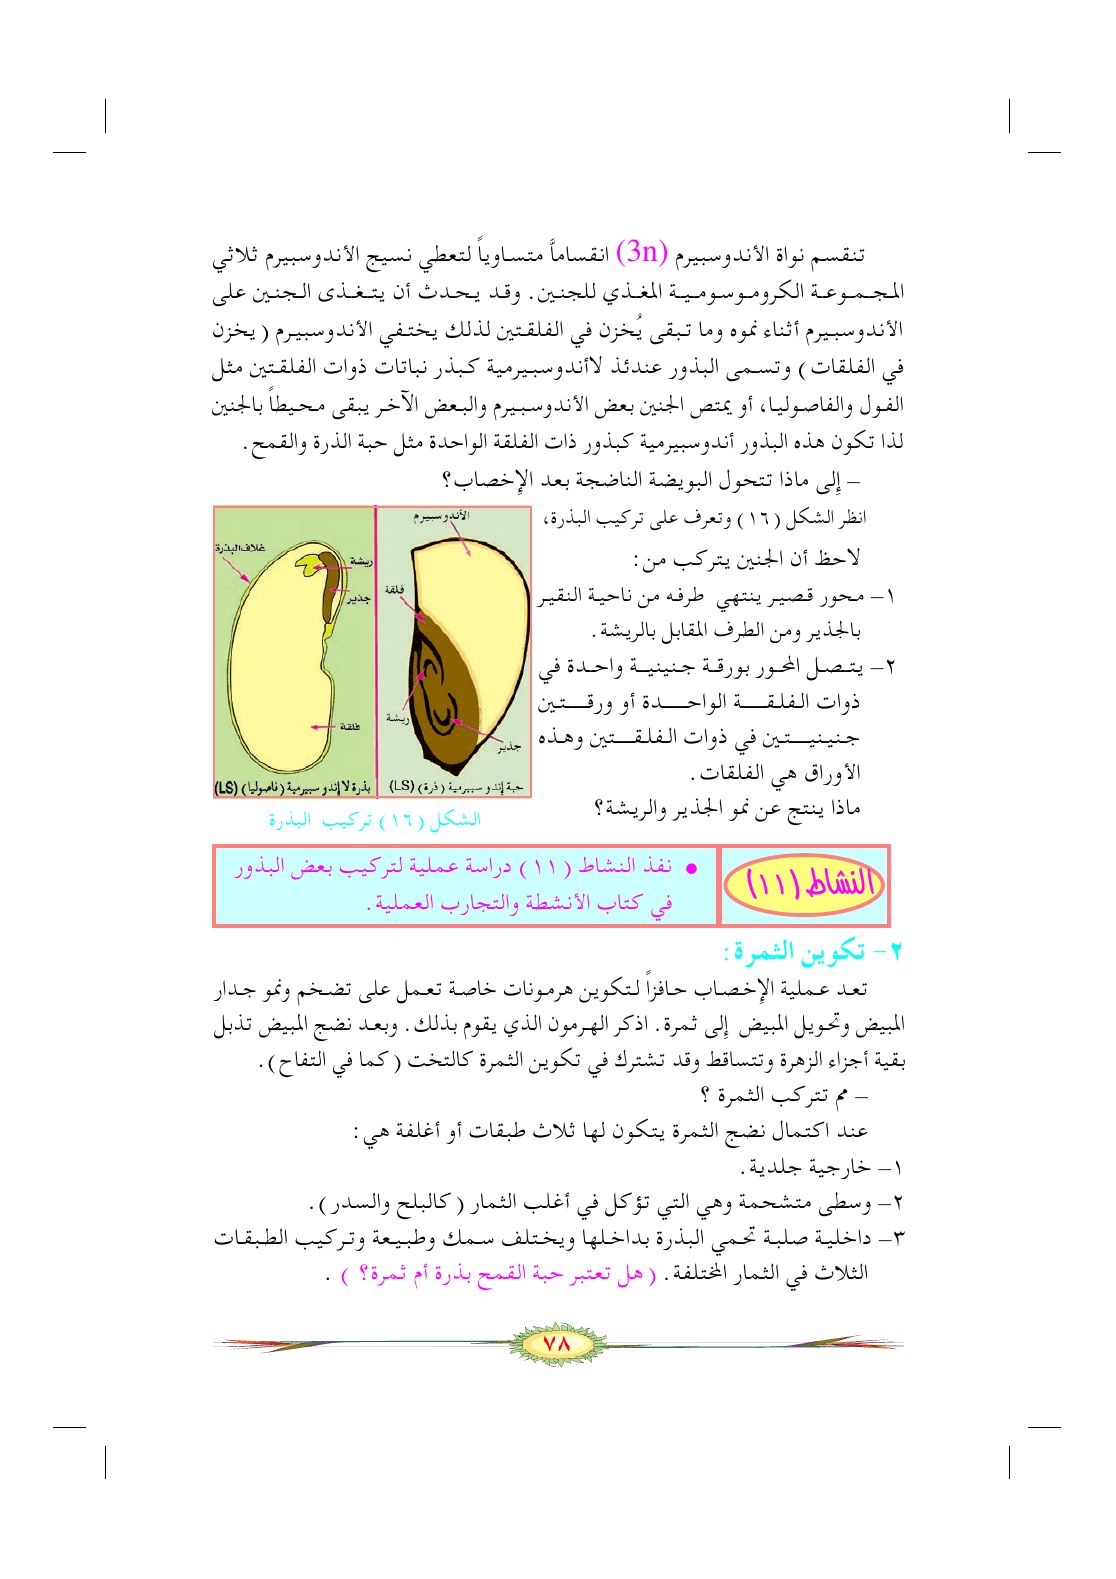 تنقسم نواة الأندوسبيرم (3n) انقساماً متساوياً لتعطي نسيج الأندوسبيرم ثلاثي
المجموعة الكروموسومية المغذي للجنين. وقد يحدث أن يتغذى الجنين على
الأندوسبيرم أثناء نموه وما تبقى يُخزن في الفلقتين لذلك يختفي الأندوسبيرم ( يخزن
في الفلقات ) وتسمى البذور عندئذ لاأندوسبيرمية كبذر نباتات ذوات الفلقتين مثل
الفول والفاصوليا، أو يمتص الجنين بعض الأندوسبيرم والبعض الآخر يبقى محيطاً بالجنين
لذا تكون هذه البذور أندوسبيرمية كبذور ذات الفلقة الواحدة مثل حبة الذرة والقمح.
– إلى ماذا تتحول البويضة الناضجة بعد الإخصاب؟
انظر الشكل ( ١٦ ) وتعرف على تركيب البذرة،
لاحظ أن الجنين يتركب من:
١– محور قصير ينتهي طرفه من ناحية النقير
بالجذير ومن الطرف المقابل بالريشة.
٢– يتصل المحور بورقة جنينية واحدة في
ذوات الفلقة الواحدة أو ورقتين
جنينيتين في ذوات الفلقتين وهذه
الأوراق هي الفلقات.
ماذا ينتج عن نمو الجذير والريشة؟
الأندوسبيرم
فلقة
ريشة
جذير
حبة إندوسبيرمية ( ذرة ) (LS)
غلاف البذرة
ريشة
جذير
فلقة
بذرة لا إندوسبيرمية ( فاصوليا ) (LS)
الشكل ( ١٦ ) تركيب البذرة
النشاط ( ١١ )
● نفذ النشاط ( ١١ ) دراسة عملية لتركيب بعض البذور
في كتاب الأنشطة والتجارب العملية.
٢– تكوين الثمرة :
تعد عملية الإخصاب حافزاً لتكوين هرمونات خاصة تعمل على تضخم ونمو جدار
المبيض وتحويل المبيض إلى ثمرة. اذكر الهرمون الذي يقوم بذلك. وبعد نضج المبيض تذبل
بقية أجزاء الزهرة وتتساقط وقد تشترك في تكوين الثمرة كالتخت ( كما في التفاح ).
– مم تتركب الثمرة ؟
عند اكتمال نضج الثمرة يتكون لها ثلاث طبقات أو أغلفة هي:
١– خارجية جلدية.
٢– وسطى متشحمة وهي التي تؤكل في أغلب الثمار ( كالبلح والسدر ).
٣– داخلية صلبة تحمي البذرة بداخلها ويختلف سمك وطبيعة وتركيب الطبقات
الثلاث في الثمار المختلفة. ( هل تعتبر حبة القمح بذرة أم ثمرة؟ ) .
٧٨